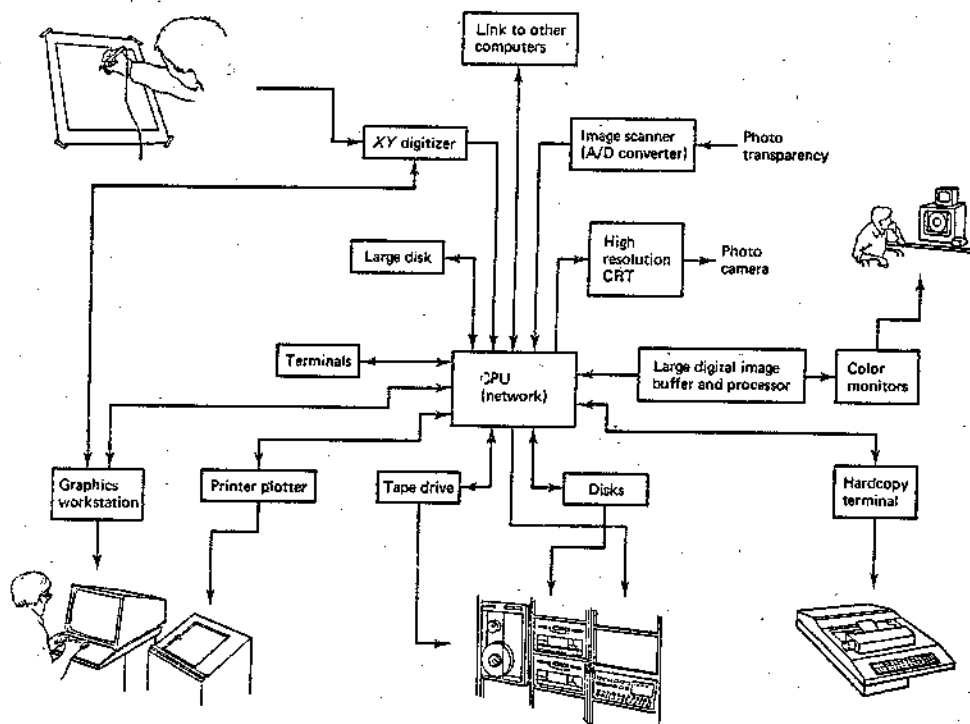 Link to other
computers
XY digitizer
Image scanner
(A/D converter)
Photo
transparency
Large disk
High
resolution
CRT
Photo
camera
Terminals
CPU
(network)
Large digital image
buffer and processor
Color
monitors
Graphics
workstation
Printer plotter
Tape drive
Disks
Hardcopy
terminal